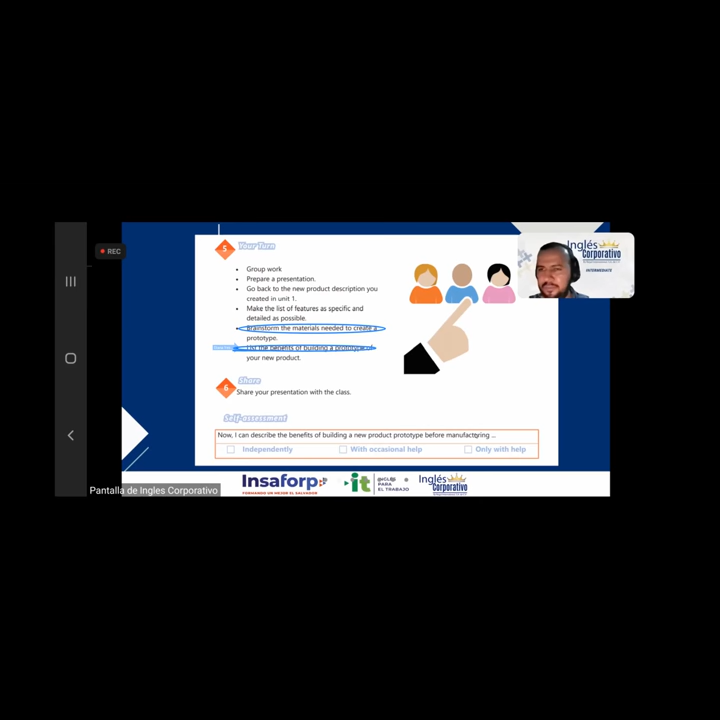 REC
5 Your Turn
Group work
Prepare a presentation.
Go back to the new product description you
created in unit 1.
Make the list of features as specific and
detailed as possible.
Brainstorm the materials needed to create a
prototype.
List the benefits of building a prototype of
your new product.
6 Share
Share your presentation with the class.
Self-assessment
Now, I can describe the benefits of building a new product prototype before manufacturing ...
Independently
With occasional help
Only with help
Inglés
Corporativo
INTERMEDIATE
Insaforp
FORMANDO UN MEJOR EL SALVADOR
it
PARA
EL TRABAJO
Inglés
Corporativo
Pantalla de Ingles Corporativo